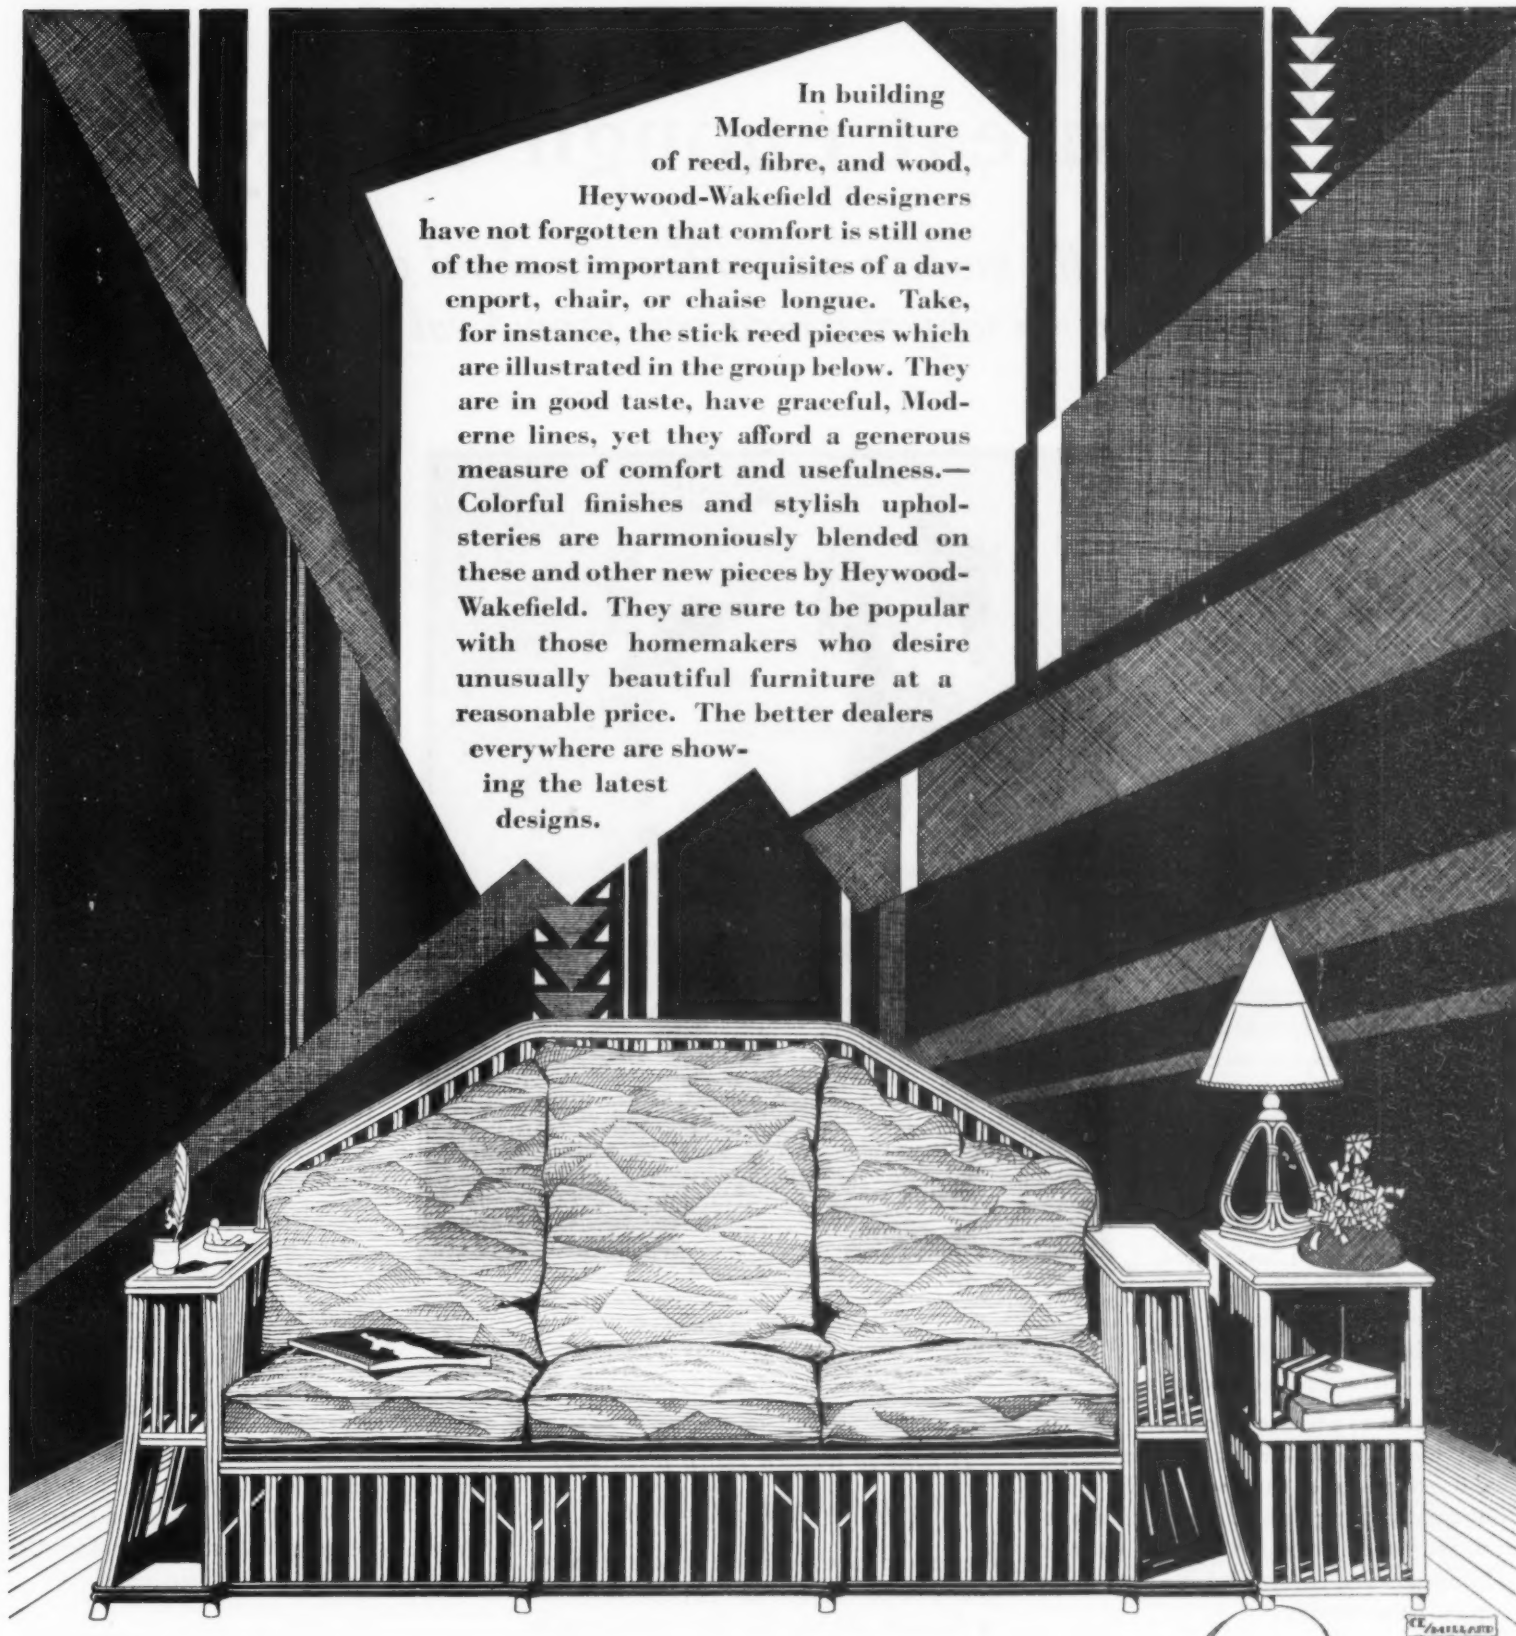 In building
Moderne furniture
of reed, fibre, and wood,
Heywood-Wakefield designers
have not forgotten that comfort is still one
of the most important requisites of a dav-
enport, chair, or chaise longue. Take,
for instance, the stick reed pieces which
are illustrated in the group below. They
are in good taste, have graceful, Mod-
erne lines, yet they afford a generous
measure of comfort and usefulness.—
Colorful finishes and stylish uphol-
steries are harmoniously blended on
these and other new pieces by Heywood-
Wakefield. They are sure to be popular
with those homemakers who desire
unusually beautiful furniture at a
reasonable price. The better dealers
everywhere are show-
ing the latest
designs.